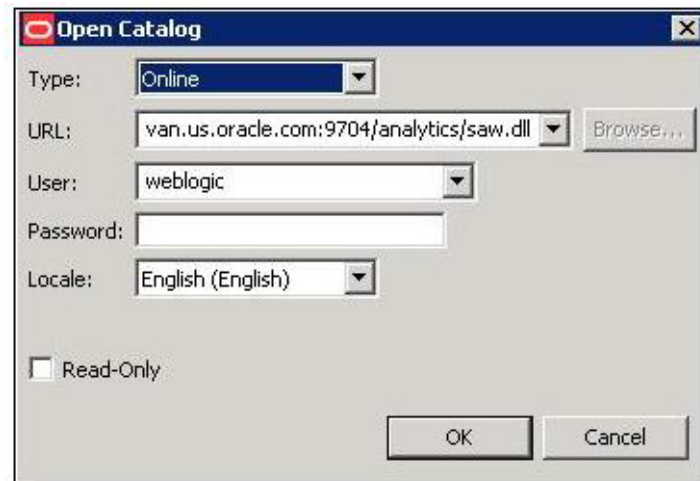 Open Catalog
Type: Online
URL: van.us.oracle.com:9704/analytics/saw.dll Browse...
User: weblogic
Password:
Locale: English (English)
Read-Only
OK Cancel